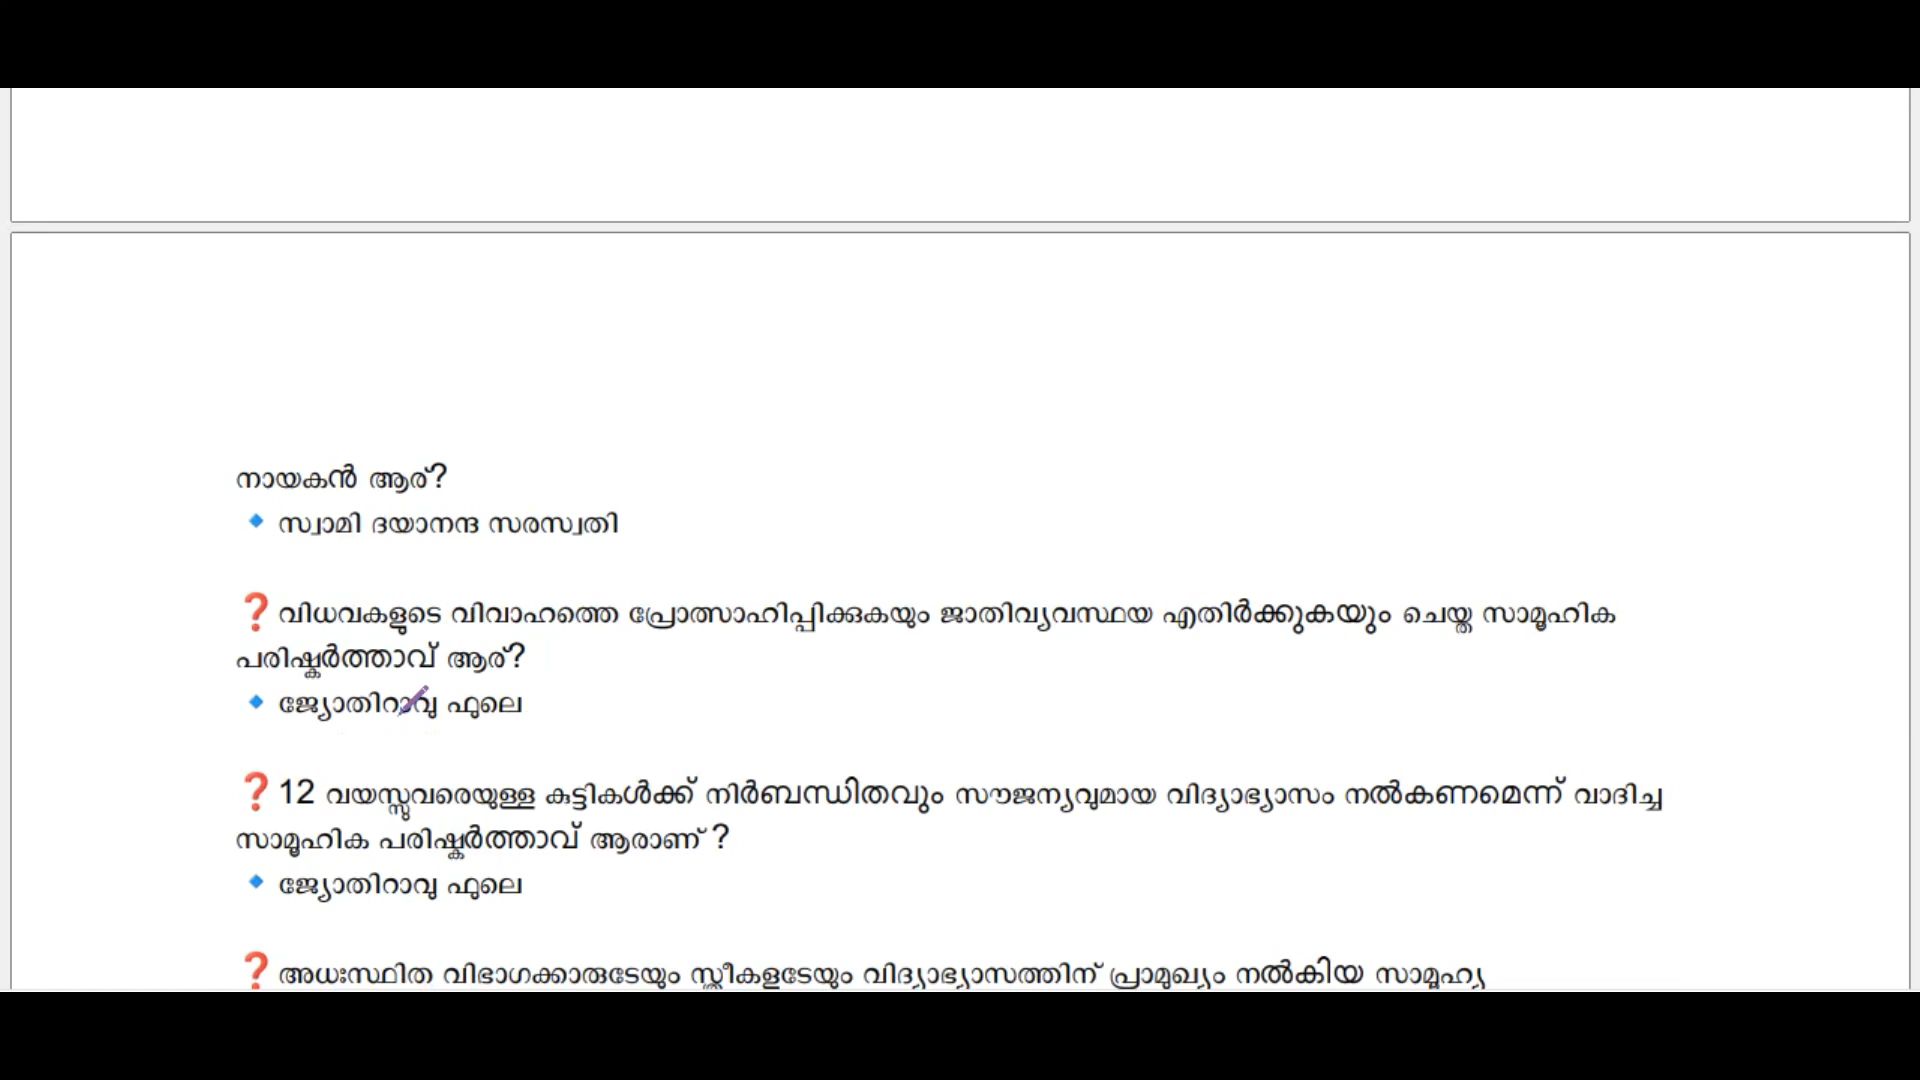 നായകൻ ആര്?
🔹സ്വാമി ദയാനന്ദ സരസ്വതി
❓വിധവകളുടെ വിവാഹത്തെ പ്രോത്സാഹിപ്പിക്കുകയും ജാതിവ്യവസ്ഥയ എതിർക്കുകയും ചെയ്ത സാമൂഹിക
പരിഷ്കർത്താവ് ആര്?
🔹ജ്യോതിറാവു ഫുലെ
❓12 വയസ്സുവരെയുള്ള കുട്ടികൾക്ക് നിർബന്ധിതവും സൗജന്യവുമായ വിദ്യാഭ്യാസം നൽകണമെന്ന് വാദിച്ച
സാമൂഹിക പരിഷ്കർത്താവ് ആരാണ് ?
🔹ജ്യോതിറാവു ഫുലെ
❓അധഃസ്ഥിത വിഭാഗക്കാരുടേയും സ്ത്രീകളടേയും വിദ്യാഭ്യാസത്തിന് പ്രാമുഖ്യം നൽകിയ സാമൂഹ്യ